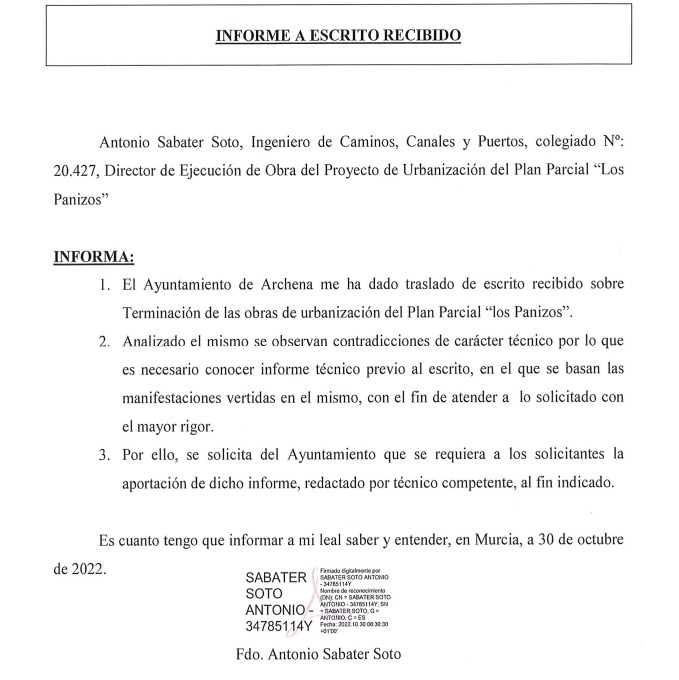 INFORME A ESCRITO RECIBIDO
Antonio Sabater Soto, Ingeniero de Caminos, Canales y Puertos, colegiado Nº:
20.427, Director de Ejecución de Obra del Proyecto de Urbanización del Plan Parcial “Los
Panizos”
INFORMA:
1. El Ayuntamiento de Archena me ha dado traslado de escrito recibido sobre
Terminación de las obras de urbanización del Plan Parcial “los Panizos”.
2. Analizado el mismo se observan contradicciones de carácter técnico por lo que
es necesario conocer informe técnico previo al escrito, en el que se basan las
manifestaciones vertidas en el mismo, con el fin de atender a lo solicitado con
el mayor rigor.
3. Por ello, se solicita del Ayuntamiento que se requiera a los solicitantes la
aportación de dicho informe, redactado por técnico competente, al fin indicado.
Es cuanto tengo que informar a mi leal saber y entender, en Murcia, a 30 de octubre
de 2022.
SABATER
SOTO
ANTONIO -
34785114Y
Firmado digitalmente por
SABATER SOTO ANTONIO
- 34785114Y
Nombre de reconocimiento
(DN): CN = SABATER SOTO
ANTONIO - 34785114Y, SN
= SABATER SOTO, G =
ANTONIO, C = ES
Fecha: 2022.10.30 08:30:30
+01'00'
Fdo. Antonio Sabater Soto